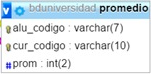 bduniversidad promedio
alu_codigo : varchar(7)
cur_codigo : varchar(10)
prom : int(2)